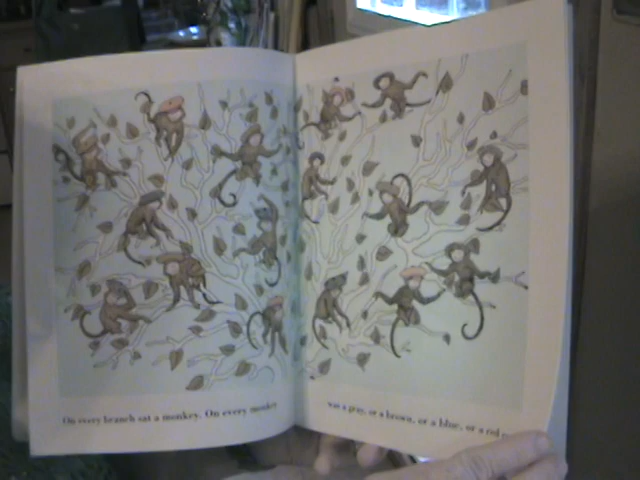 On every branch sat a monkey. On every monkey
was a gray, or a brown, or a blue, or a red